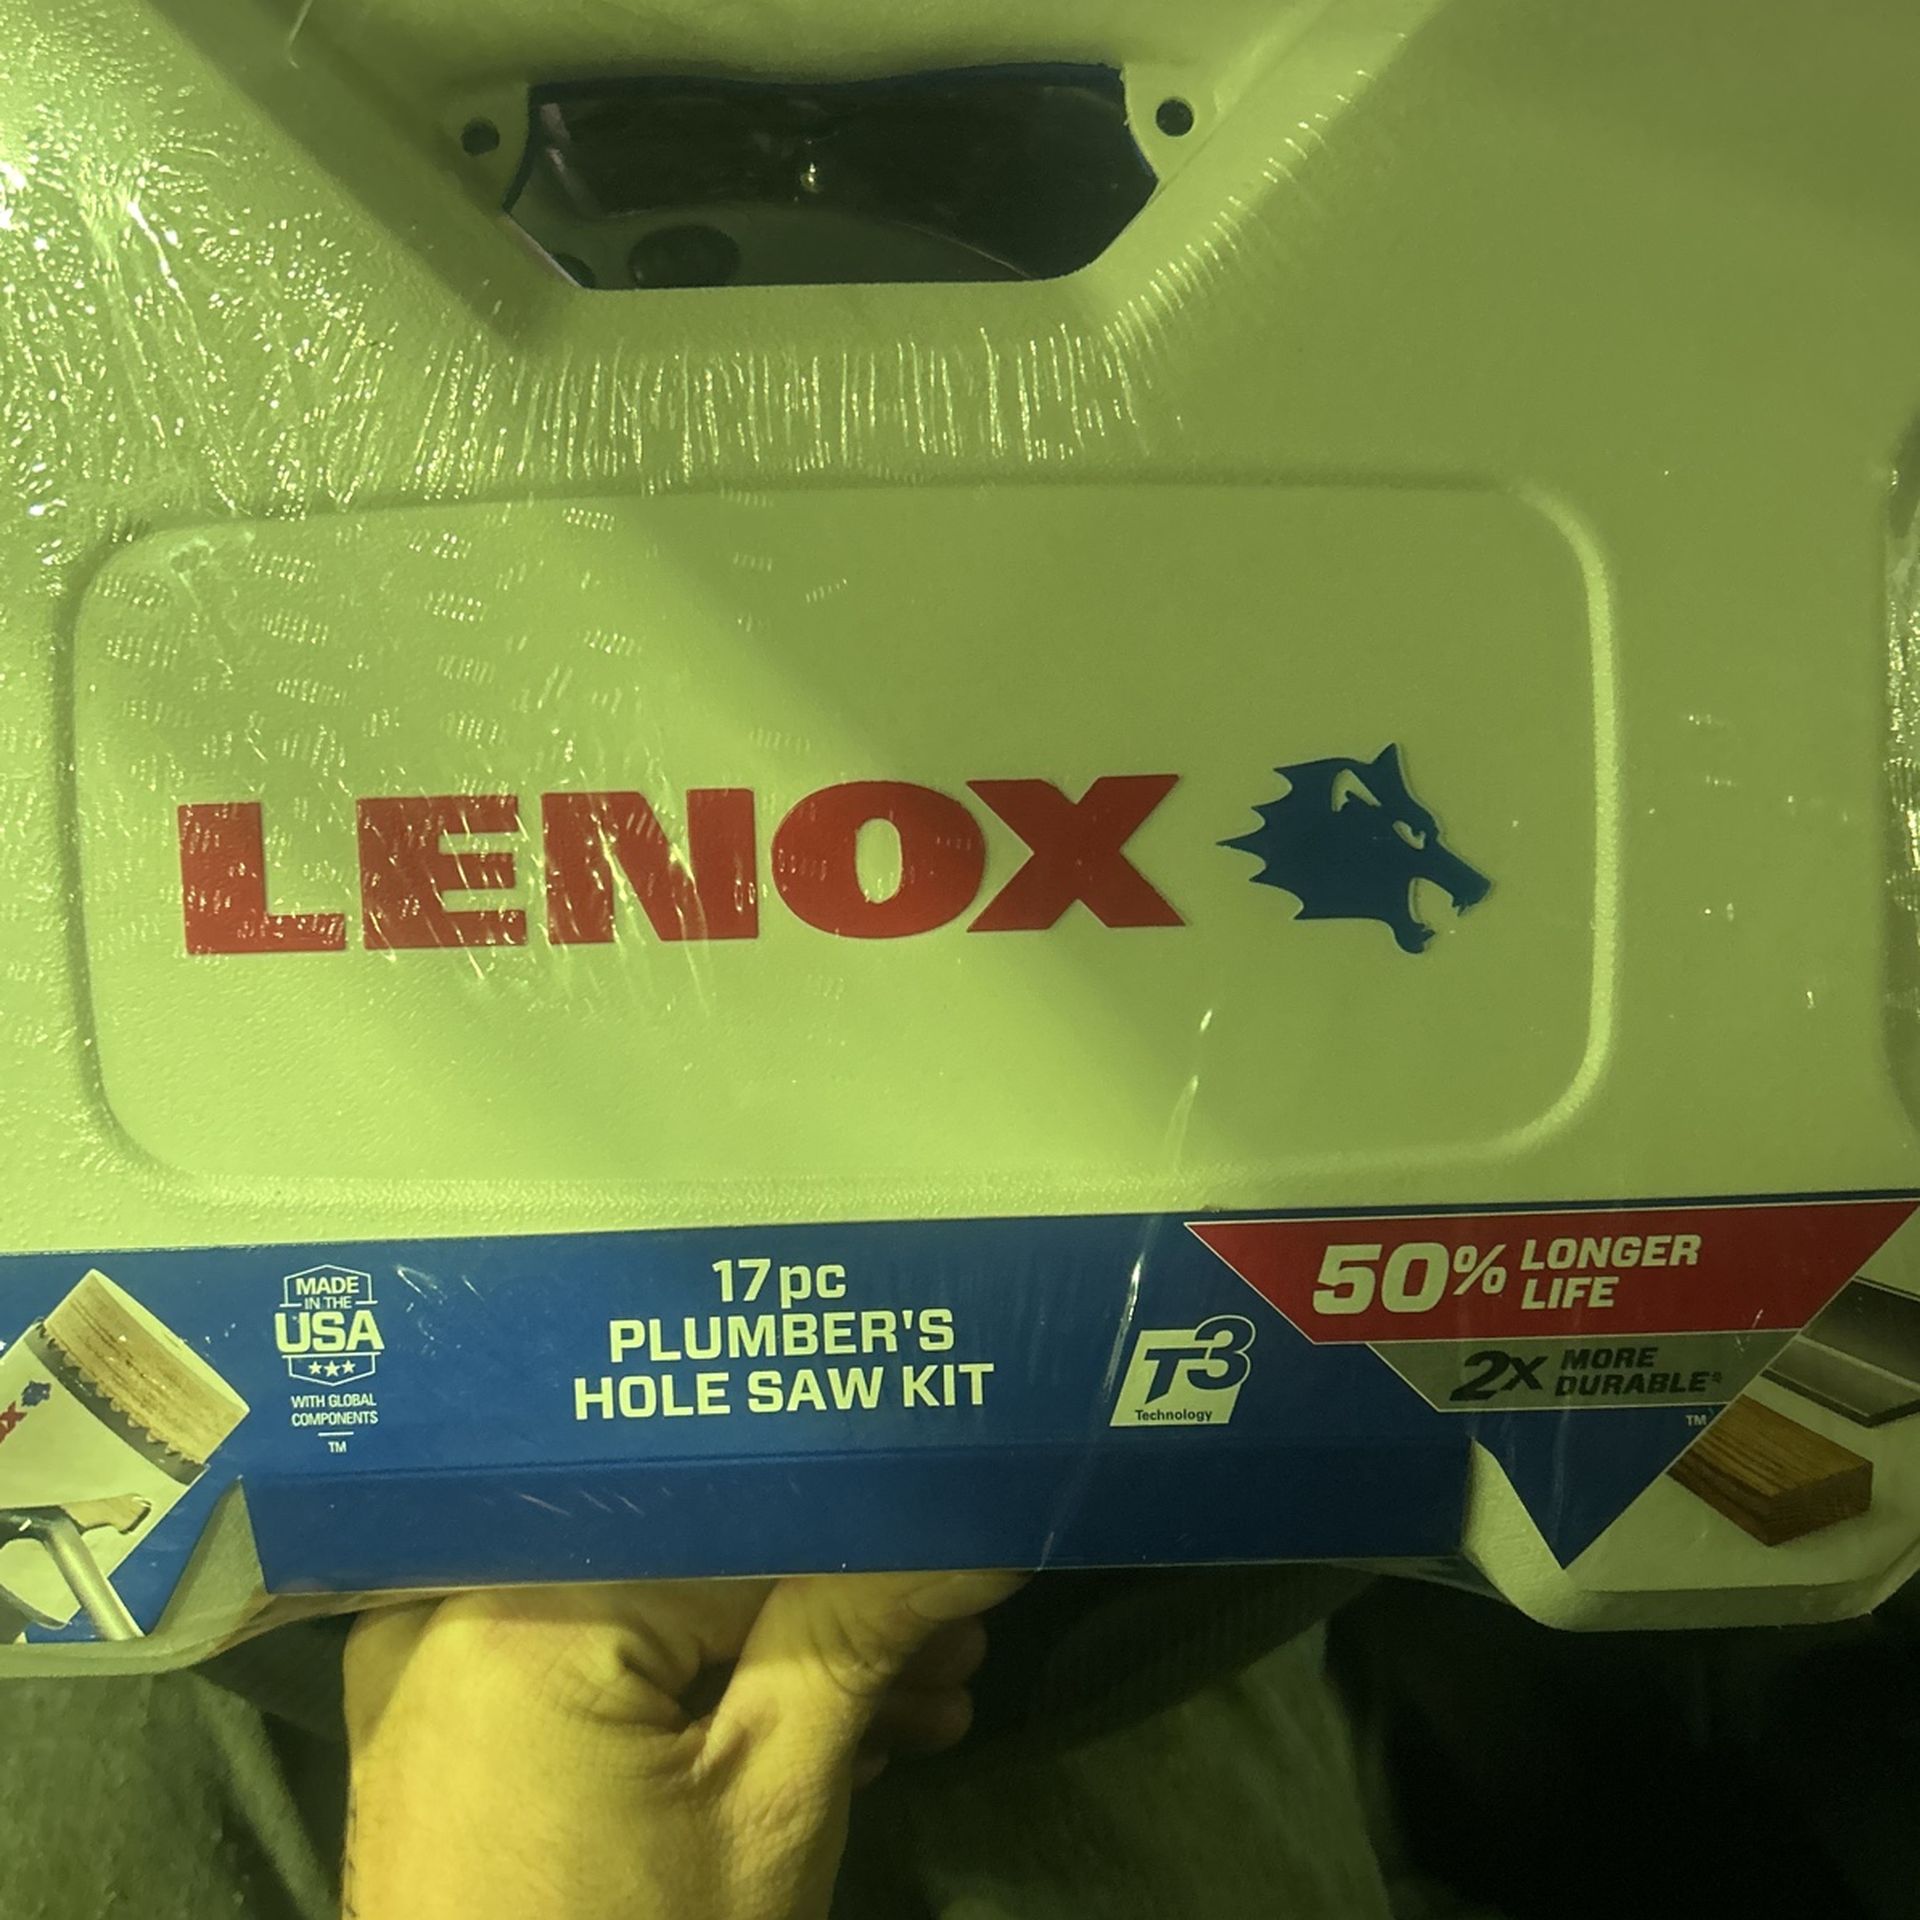 LENOX
MADE
IN THE
USA
WITH GLOBAL
COMPONENTS
TM
17pc
PLUMBER'S
HOLE SAW KIT
T3
Technology
50% LONGER
LIFE
2X MORE
DURABLE*
TM